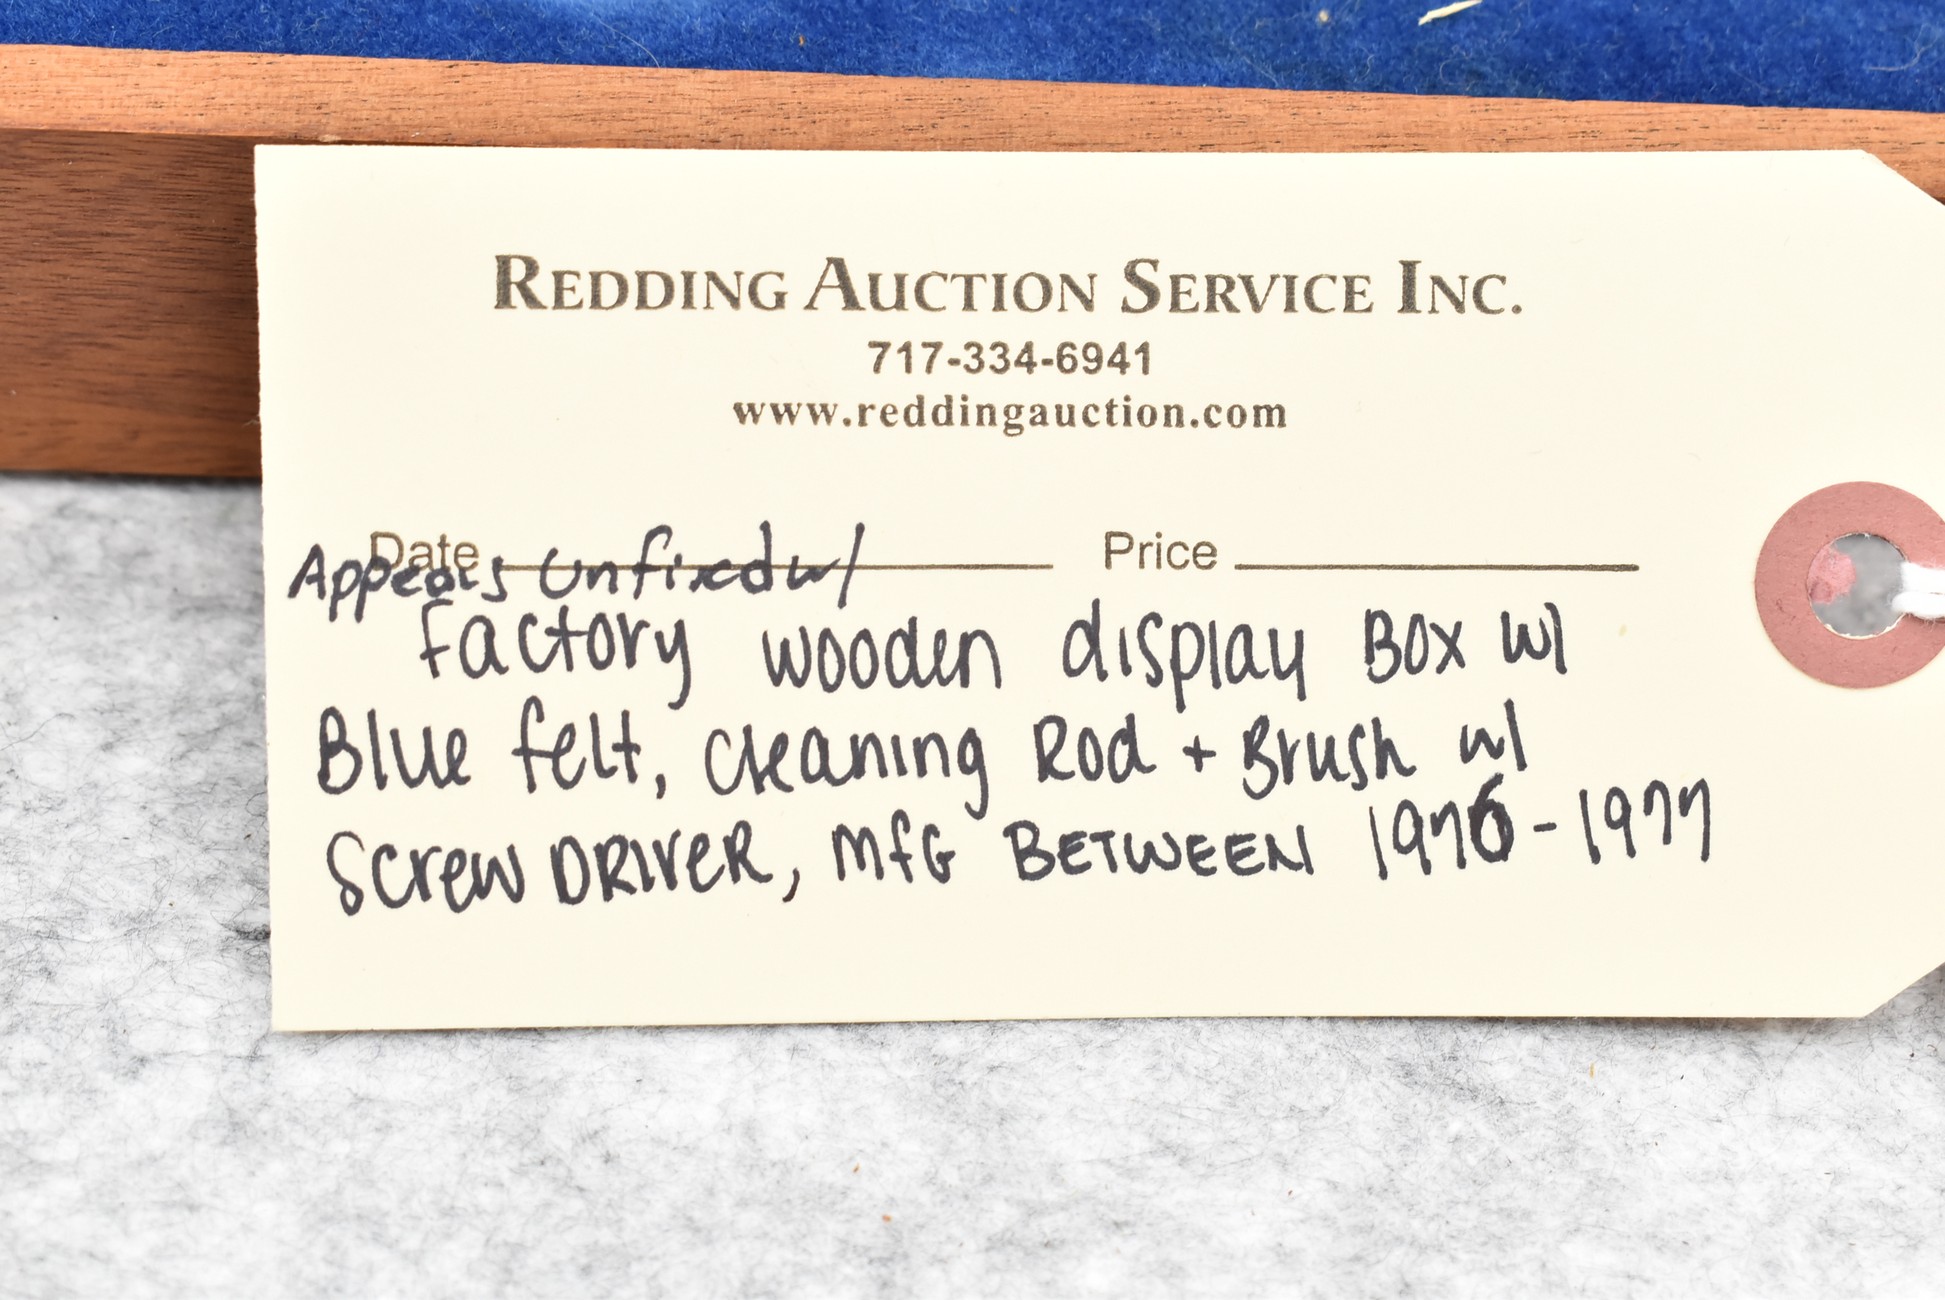 REDDING AUCTION SERVICE INC.
717-334-6941
www.reddingauction.com
Date Price
Appears Unfixed w/
factory wooden display Box w/
Blue felt, cleaning Rod + Brush w/
Screw DRIVER, MfG BETWEEN 1976-1977